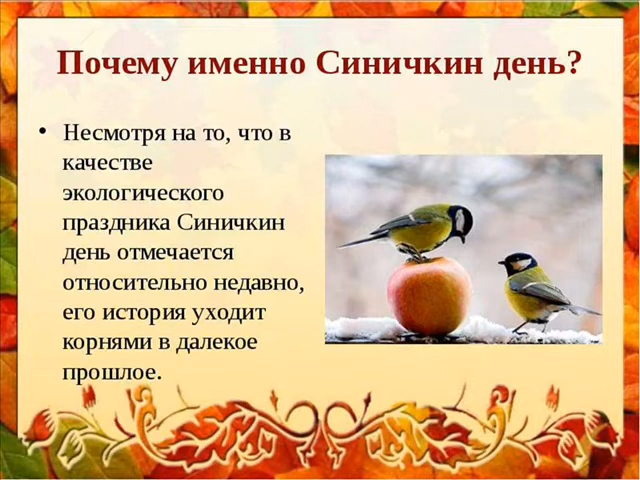 Почему именно Синичкин день?
• Несмотря на то, что в
качестве
экологического
праздника Синичкин
день отмечается
относительно недавно,
его история уходит
корнями в далекое
прошлое.